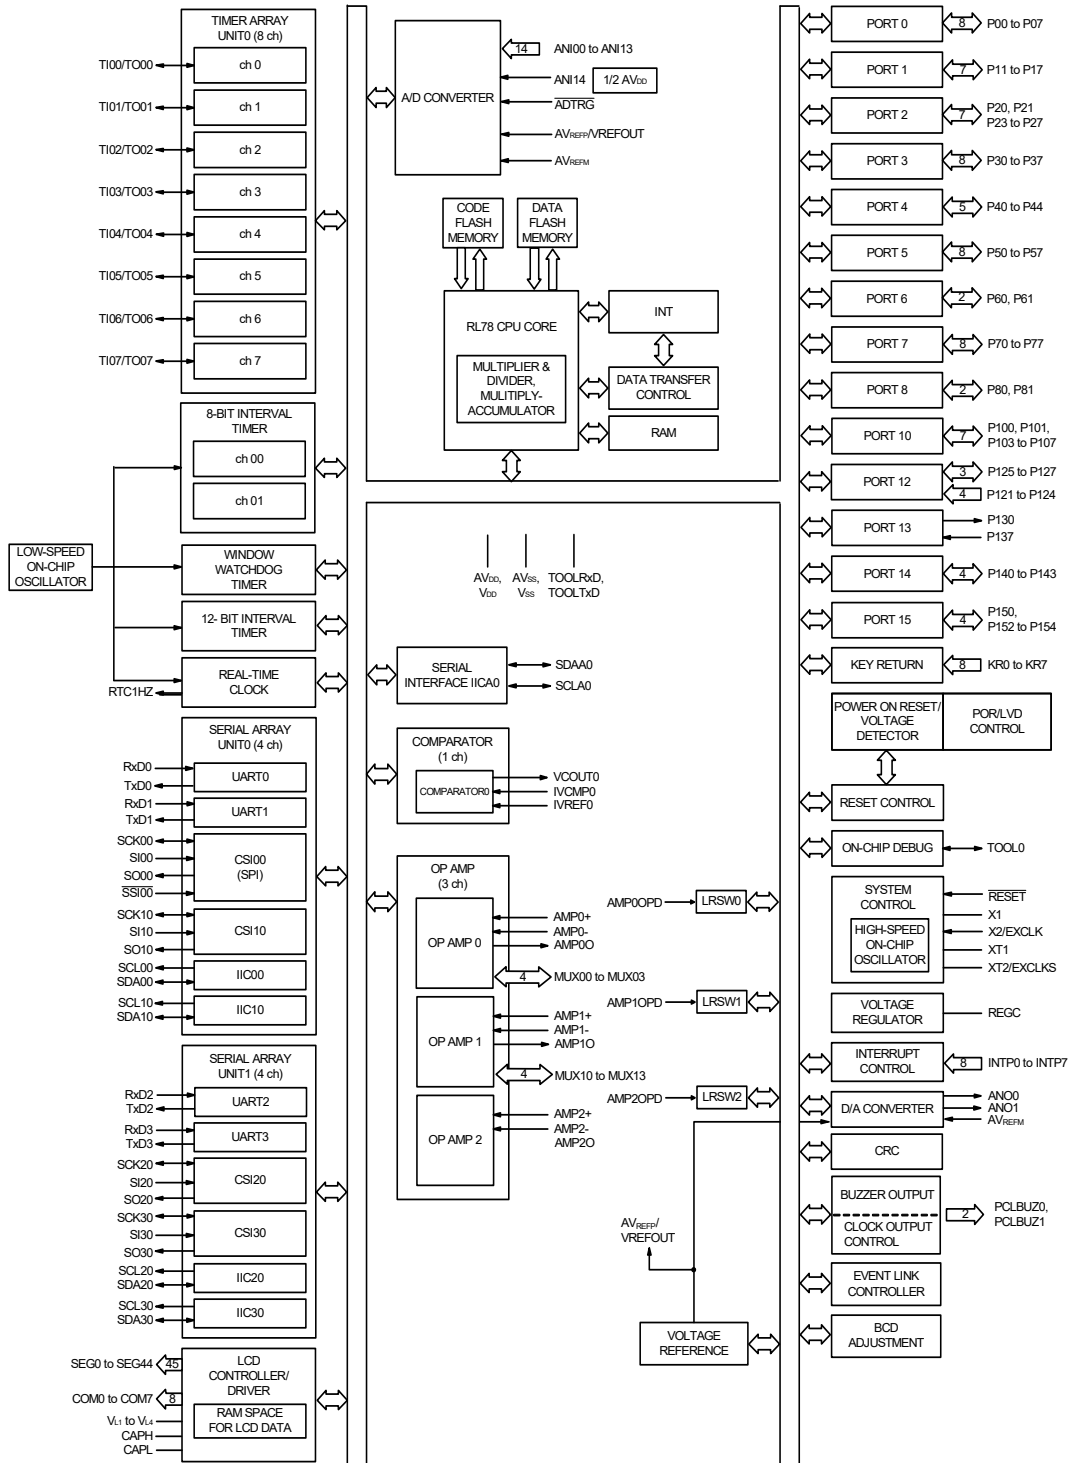 TIMER ARRAY
UNIT0 (8 ch)
TI00/TO00
ch 0
TI01/TO01
ch 1
TI02/TO02
ch 2
TI03/TO03
ch 3
TI04/TO04
ch 4
TI05/TO05
ch 5
TI06/TO06
ch 6
TI07/TO07
ch 7
8-BIT INTERVAL
TIMER
ch 00
ch 01
LOW-SPEED
ON-CHIP
OSCILLATOR
WINDOW
WATCHDOG
TIMER
12- BIT INTERVAL
TIMER
REAL-TIME
CLOCK
RTC1HZ
SERIAL ARRAY
UNIT0 (4 ch)
RxD0
TxD0
UART0
RxD1
TxD1
UART1
SCK00
SI00
SO00
SSI00
CSI00
(SPI)
SCK10
SI10
SO10
CSI10
SCL00
SDA00
IIC00
SCL10
SDA10
IIC10
SERIAL ARRAY
UNIT1 (4 ch)
RxD2
TxD2
UART2
RxD3
TxD3
UART3
SCK20
SI20
SO20
CSI20
SCK30
SI30
SO30
CSI30
SCL20
SDA20
IIC20
SCL30
SDA30
IIC30
LCD
CONTROLLER/
DRIVER
RAM SPACE
FOR LCD DATA
SEG0 to SEG44
45
COM0 to COM7
8
VL1 to VL4
CAPH
CAPL
A/D CONVERTER
14
ANI00 to ANI13
ANI14
1/2 AVDD
ADTRG
AVREFP/VREFOUT
AVREFM
CODE
FLASH
MEMORY
DATA
FLASH
MEMORY
RL78 CPU CORE
MULTIPLIER &
DIVIDER,
MULITIPLY-
ACCUMULATOR
INT
DATA TRANSFER
CONTROL
RAM
AVDD,
VDD
AVSS,
VSS
TOOLRxD,
TOOLTxD
SERIAL
INTERFACE IICA0
SDAA0
SCLA0
COMPARATOR
(1 ch)
COMPARATOR0
VCOUT0
IVCMP0
IVREF0
OP AMP
(3 ch)
OP AMP 0
AMP0+
AMP0-
AMP0O
4
MUX00 to MUX03
OP AMP 1
AMP1+
AMP1-
AMP1O
4
MUX10 to MUX13
OP AMP 2
AMP2+
AMP2-
AMP2O
AMP0OPD
LRSW0
AMP1OPD
LRSW1
AMP2OPD
LRSW2
AVREFP/
VREFOUT
VOLTAGE
REFERENCE
PORT 0
8
P00 to P07
PORT 1
7
P11 to P17
PORT 2
7
P20, P21
P23 to P27
PORT 3
8
P30 to P37
PORT 4
5
P40 to P44
PORT 5
8
P50 to P57
PORT 6
2
P60, P61
PORT 7
8
P70 to P77
PORT 8
2
P80, P81
PORT 10
7
P100, P101,
P103 to P107
PORT 12
3
P125 to P127
4
P121 to P124
PORT 13
P130
P137
PORT 14
4
P140 to P143
PORT 15
4
P150,
P152 to P154
KEY RETURN
8
KR0 to KR7
POWER ON RESET/
VOLTAGE
DETECTOR
POR/LVD
CONTROL
RESET CONTROL
ON-CHIP DEBUG
TOOL0
SYSTEM
CONTROL
HIGH-SPEED
ON-CHIP
OSCILLATOR
RESET
X1
X2/EXCLK
XT1
XT2/EXCLKS
VOLTAGE
REGULATOR
REGC
INTERRUPT
CONTROL
8
INTP0 to INTP7
D/A CONVERTER
ANO0
ANO1
AVREFM
CRC
BUZZER OUTPUT
CLOCK OUTPUT
CONTROL
2
PCLBUZ0,
PCLBUZ1
EVENT LINK
CONTROLLER
BCD
ADJUSTMENT